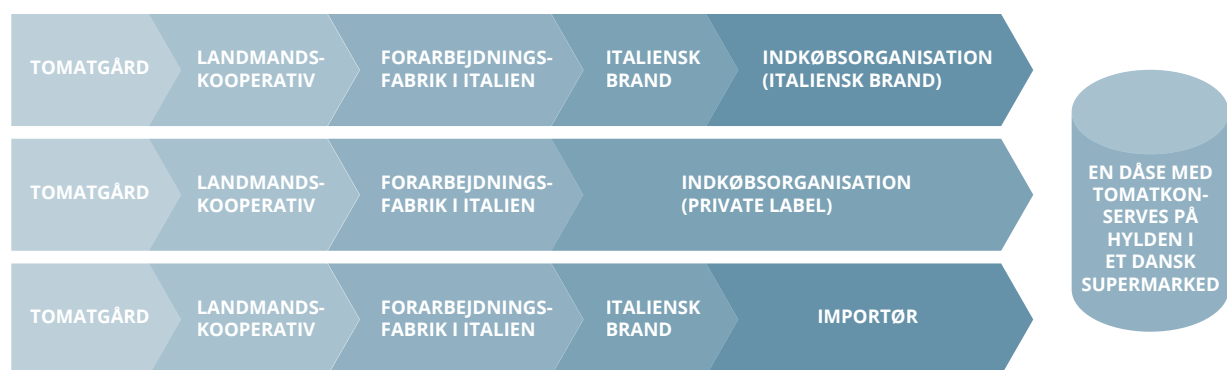 TOMATGÅRD
LANDMANDS-
KOOPERATIV
FORARBEJDNINGS-
FABRIK I ITALIEN
ITALIENSK
BRAND
INDKØBSORGANISATION
(ITALIENSK BRAND)
TOMATGÅRD
LANDMANDS-
KOOPERATIV
FORARBEJDNINGS-
FABRIK I ITALIEN
INDKØBSORGANISATION
(PRIVATE LABEL)
TOMATGÅRD
LANDMANDS-
KOOPERATIV
FORARBEJDNINGS-
FABRIK I ITALIEN
ITALIENSK
BRAND
IMPORTØR
EN DÅSE MED
TOMATKON-
SERVES PÅ
HYLDEN I
ET DANSK
SUPERMARKED